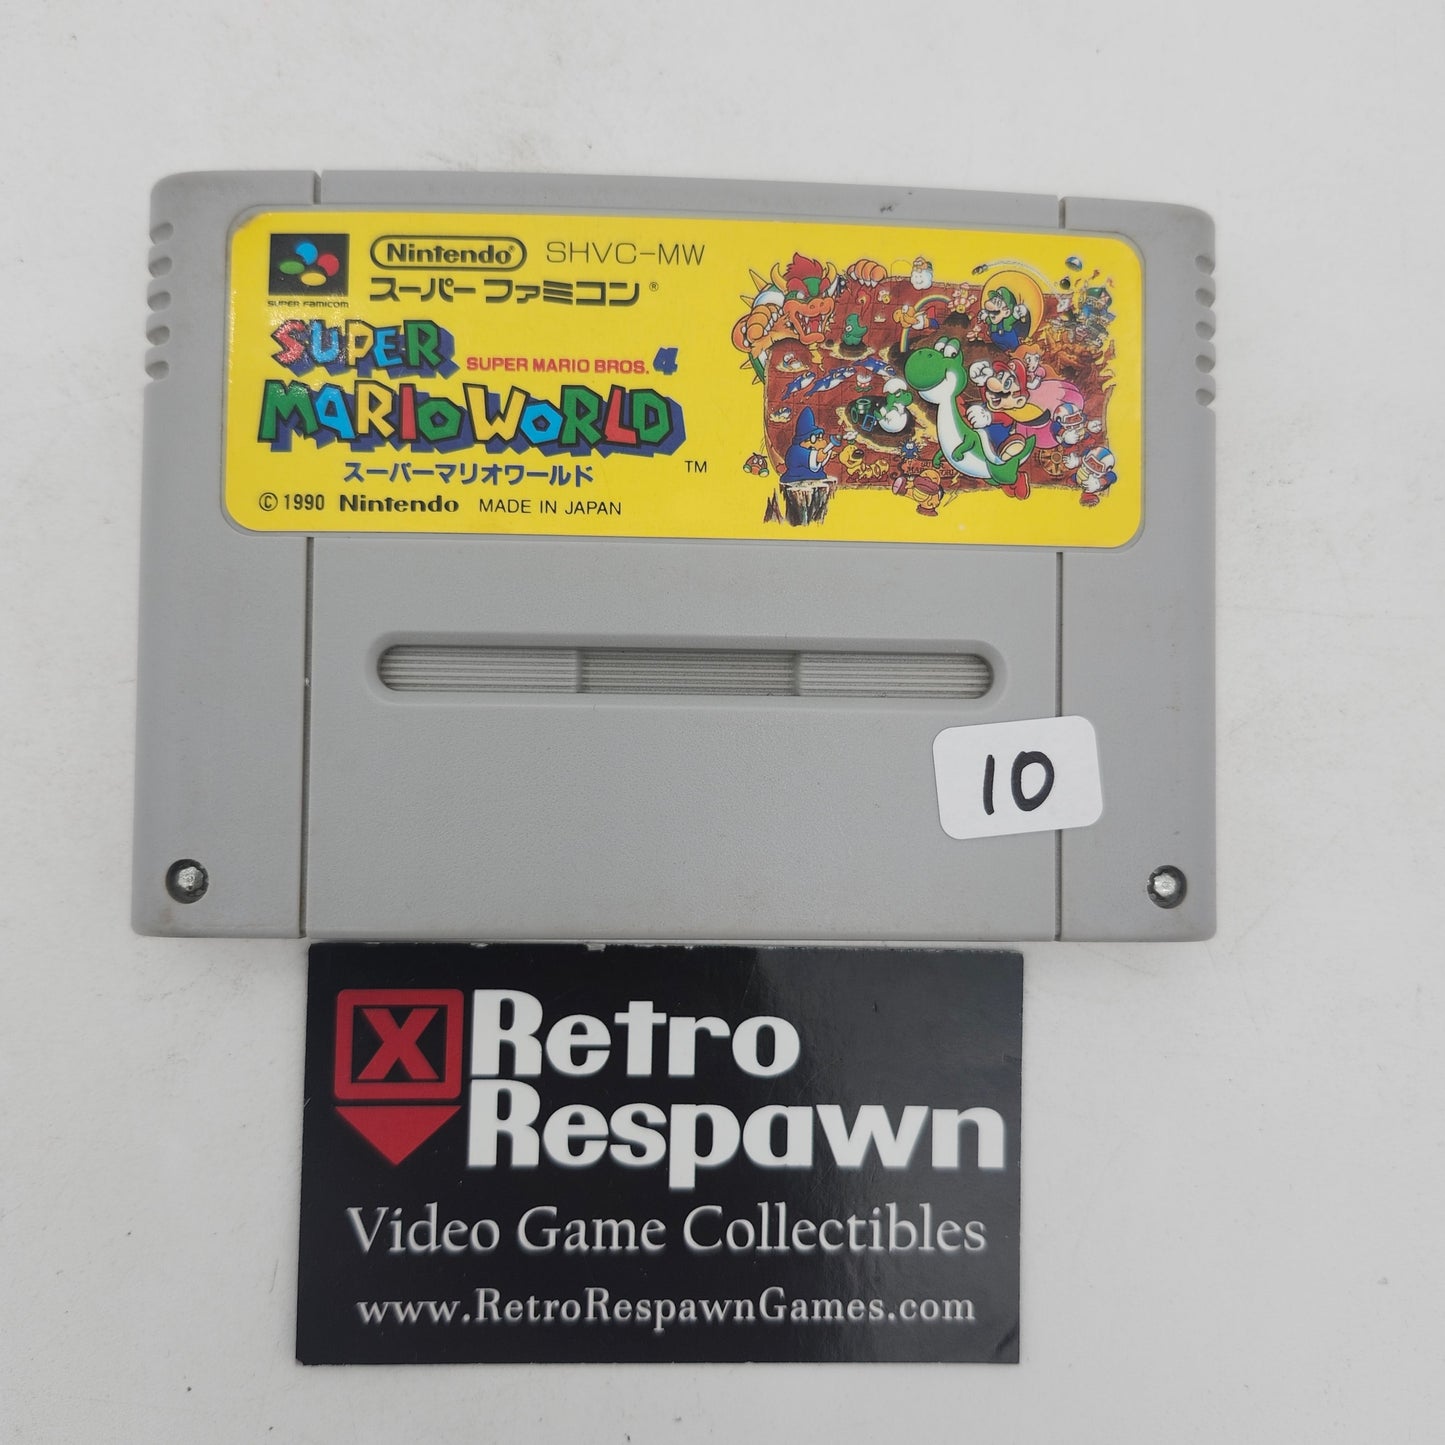 Nintendo® SHVC-MW
SUPER FAMICOM
スーパーファミコン®
SUPER
SUPER MARIO BROS. 4
MARIO WORLD
TM
スーパーマリオワールド
© 1990 Nintendo MADE IN JAPAN
10
X
Retro
Respawn
Video Game Collectibles
www.RetroRespawnGames.com